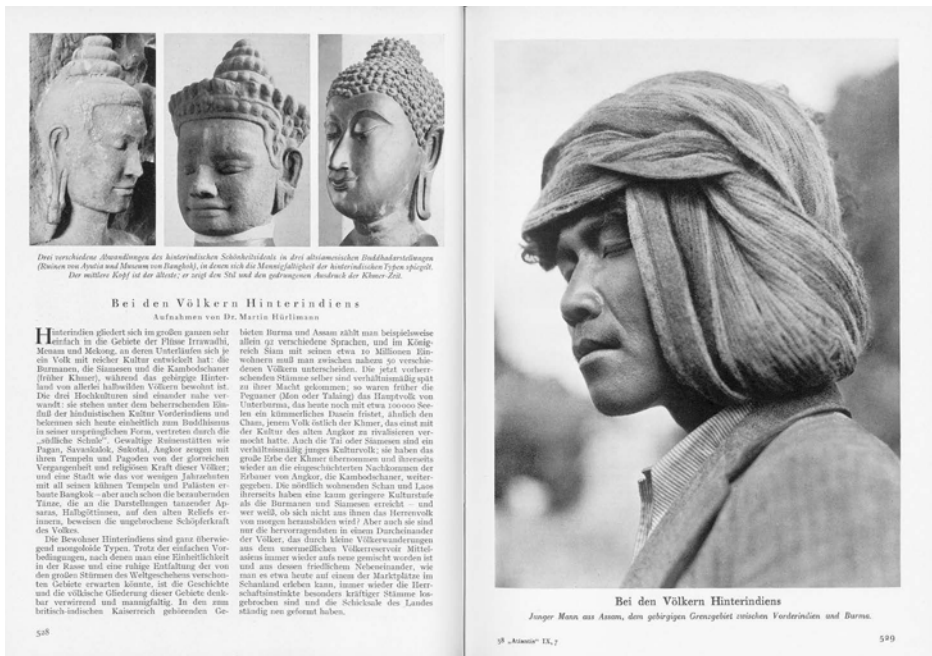 Drei verschiedene Abwandlungen des hinterindischen Schönheitsideals in drei altsiamesischen Buddhadarstellungen
(Ruinen von Ayutia und Museum von Bangkok), in denen sich die Mannigfaltigkeit der hinterindischen Typen spiegelt.
Der mittlere Kopf ist der älteste; er zeigt den Stil und den gedrungenen Ausdruck der Khmer-Zeit.
Bei den Völkern Hinterindiens
Aufnahmen von Dr. Martin Hürlimann
Hinterindien gliedert sich im großen ganzen sehr
einfach in die Gebiete der Flüsse Irrawadhi,
Menam und Mekong, an deren Unterläufen sich je
ein Volk mit reicher Kultur entwickelt hat: die
Burmanen, die Siamesen und die Kambodschaner
(früher Khmer), während das gebirgige Hinter-
land von allerlei halbwilden Völkern bewohnt ist.
Die drei Hochkulturen sind einander nahe ver-
wandt: sie stehen unter dem beherrschenden Ein-
fluß der hinduistischen Kultur Vorderindiens und
bekennen sich heute einheitlich zum Buddhismus
in seiner ursprünglichen Form, vertreten durch die
„südliche Schule“. Gewaltige Ruinenstätten wie
Pagan, Savankalok, Sukotai, Angkor zeugen mit
ihren Tempeln und Pagoden von der glorreichen
Vergangenheit und religiösen Kraft dieser Völker;
und eine Stadt wie das vor wenigen Jahrzehnten
mit all seinen kühnen Tempeln und Palästen er-
baute Bangkok – aber auch schon die bezaubernden
Tänze, die an die Darstellungen tanzender Ap-
saras, Halbgöttinnen, auf den alten Reliefs er-
innern, beweisen die ungebrochene Schöpferkraft
des Volkes.
Die Bewohner Hinterindiens sind ganz überwie-
gend mongoloide Typen. Trotz der einfachen Vor-
bedingungen, nach denen man eine Einheitlichkeit
in der Rasse und eine ruhige Entfaltung der von
den großen Stürmen des Weltgeschehens verschon-
ten Gebiete erwarten könnte, ist die Geschichte
und die völkische Gliederung dieser Gebiete denk-
bar verwirrend und mannigfaltig. In den zum
britisch-indischen Kaiserreich gehörenden Ge-
bieten Burma und Assam zählt man beispielsweise
allein 92 verschiedene Sprachen, und im König-
reich Siam mit seinen etwa 10 Millionen Ein-
wohnern muß man zwischen nahezu 50 verschie-
denen Völkern unterscheiden. Die jetzt vorherr-
schenden Stämme selber sind verhältnismäßig spät
zu ihrer Macht gekommen; so waren früher die
Peguaner (Mon oder Talaing) das Hauptvolk von
Unterburma, das heute noch mit etwa 100 000 See-
len ein kümmerliches Dasein fristet, ähnlich den
Cham, jenem Volk östlich der Khmer, das einst mit
der Kultur des alten Angkor zu rivalisieren ver-
mocht hatte. Auch die Tai oder Siamesen sind ein
verhältnismäßig junges Kulturvolk; sie haben das
große Erbe der Khmer übernommen und ihrerseits
wieder an die eingeschüchterten Nachkommen der
Erbauer von Angkor, die Kambodschaner, weiter-
gegeben. Die nördlich wohnenden Schan und Laos
ihrerseits haben eine kaum geringere Kulturstufe
als die Burmanen und Siamesen erreicht – und
wer weiß, ob sich nicht aus ihnen das Herrenvolk
von morgen herausbilden wird? Aber auch sie sind
nur die hervorragendsten in einem Durcheinander
der Völker, das durch kleine Völkerwanderungen
aus dem unermeßlichen Völkerreservoir Mittel-
asiens immer wieder aufs neue gemischt worden ist
und aus dessen friedlichem Nebeneinander, wie
man es etwa heute auf einem der Marktplätze im
Schanland erleben kann, immer wieder die Herr-
schaftsinstinkte besonders kräftiger Stämme los-
gebrochen sind und die Schicksale des Landes
ständig neu geformt haben.
528
Bei den Völkern Hinterindiens
Junger Mann aus Assam, dem gebirgigen Grenzgebiet zwischen Vorderindien und Burma.
58 „Atlantis“ IX, 7
529